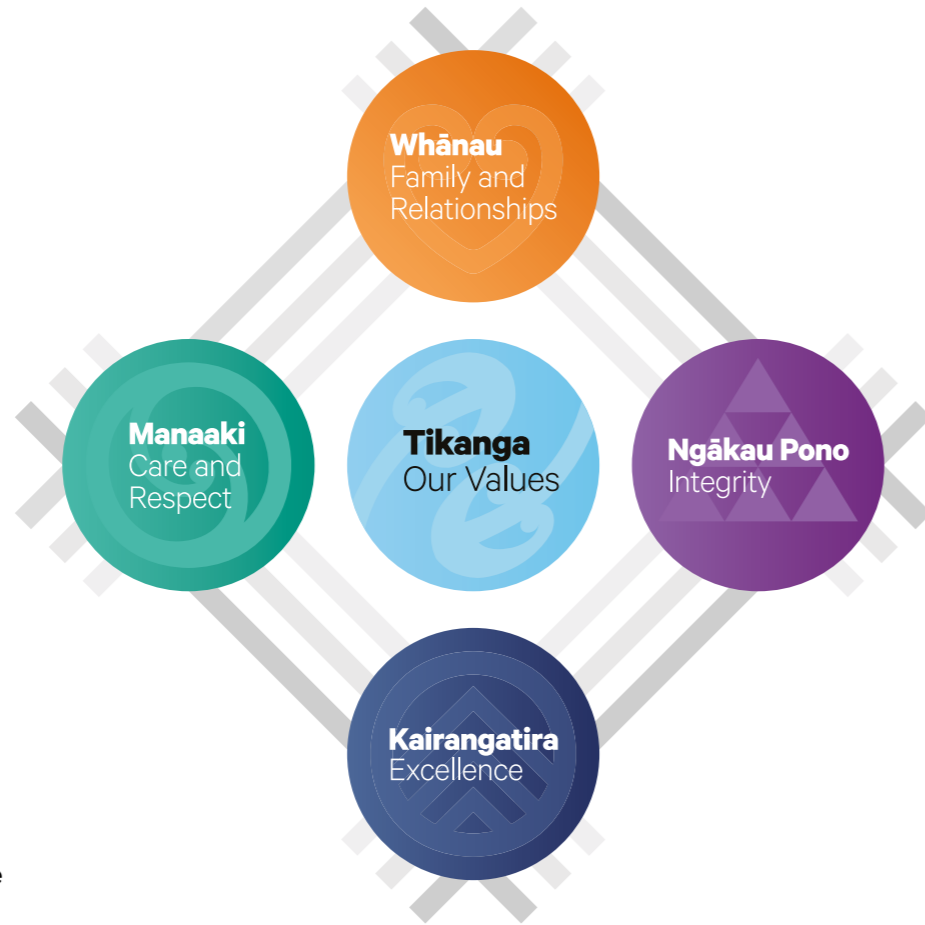 Whānau
Family and
Relationships
Manaaki
Care and
Respect
Tikanga
Our Values
Ngākau Pono
Integrity
Kairangatira
Excellence